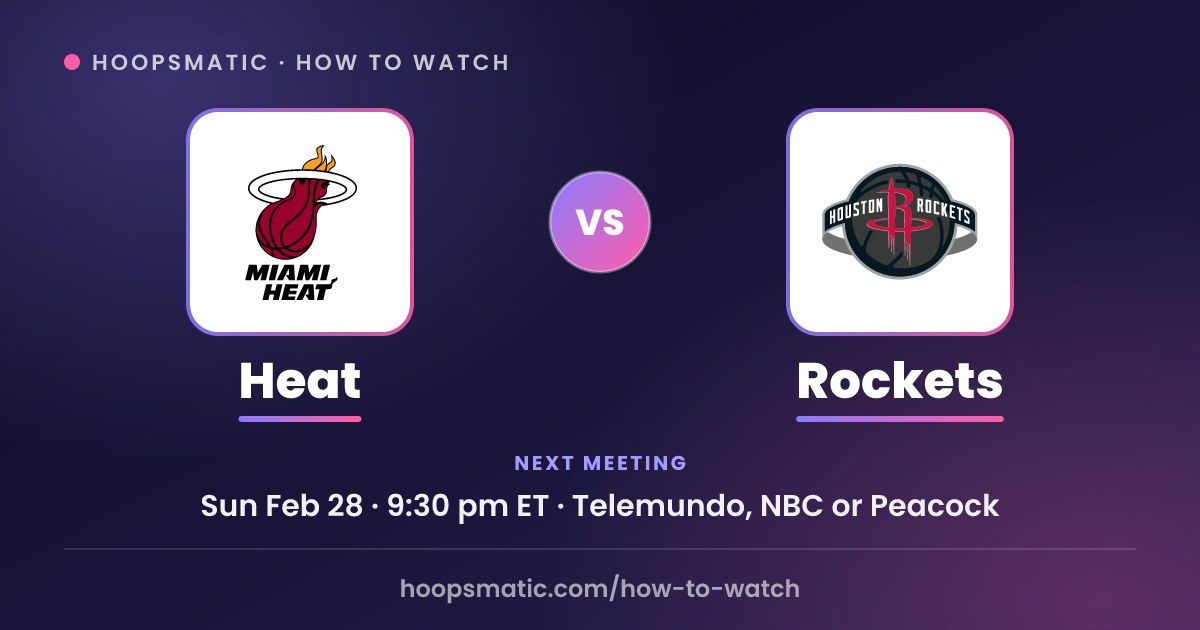 HOOPSMATIC · HOW TO WATCH
MIAMI
HEAT
VS
HOUSTON ROCKETS
Heat
Rockets
NEXT MEETING
Sun Feb 28 · 9:30 pm ET · Telemundo, NBC or Peacock
hoopsmatic.com/how-to-watch